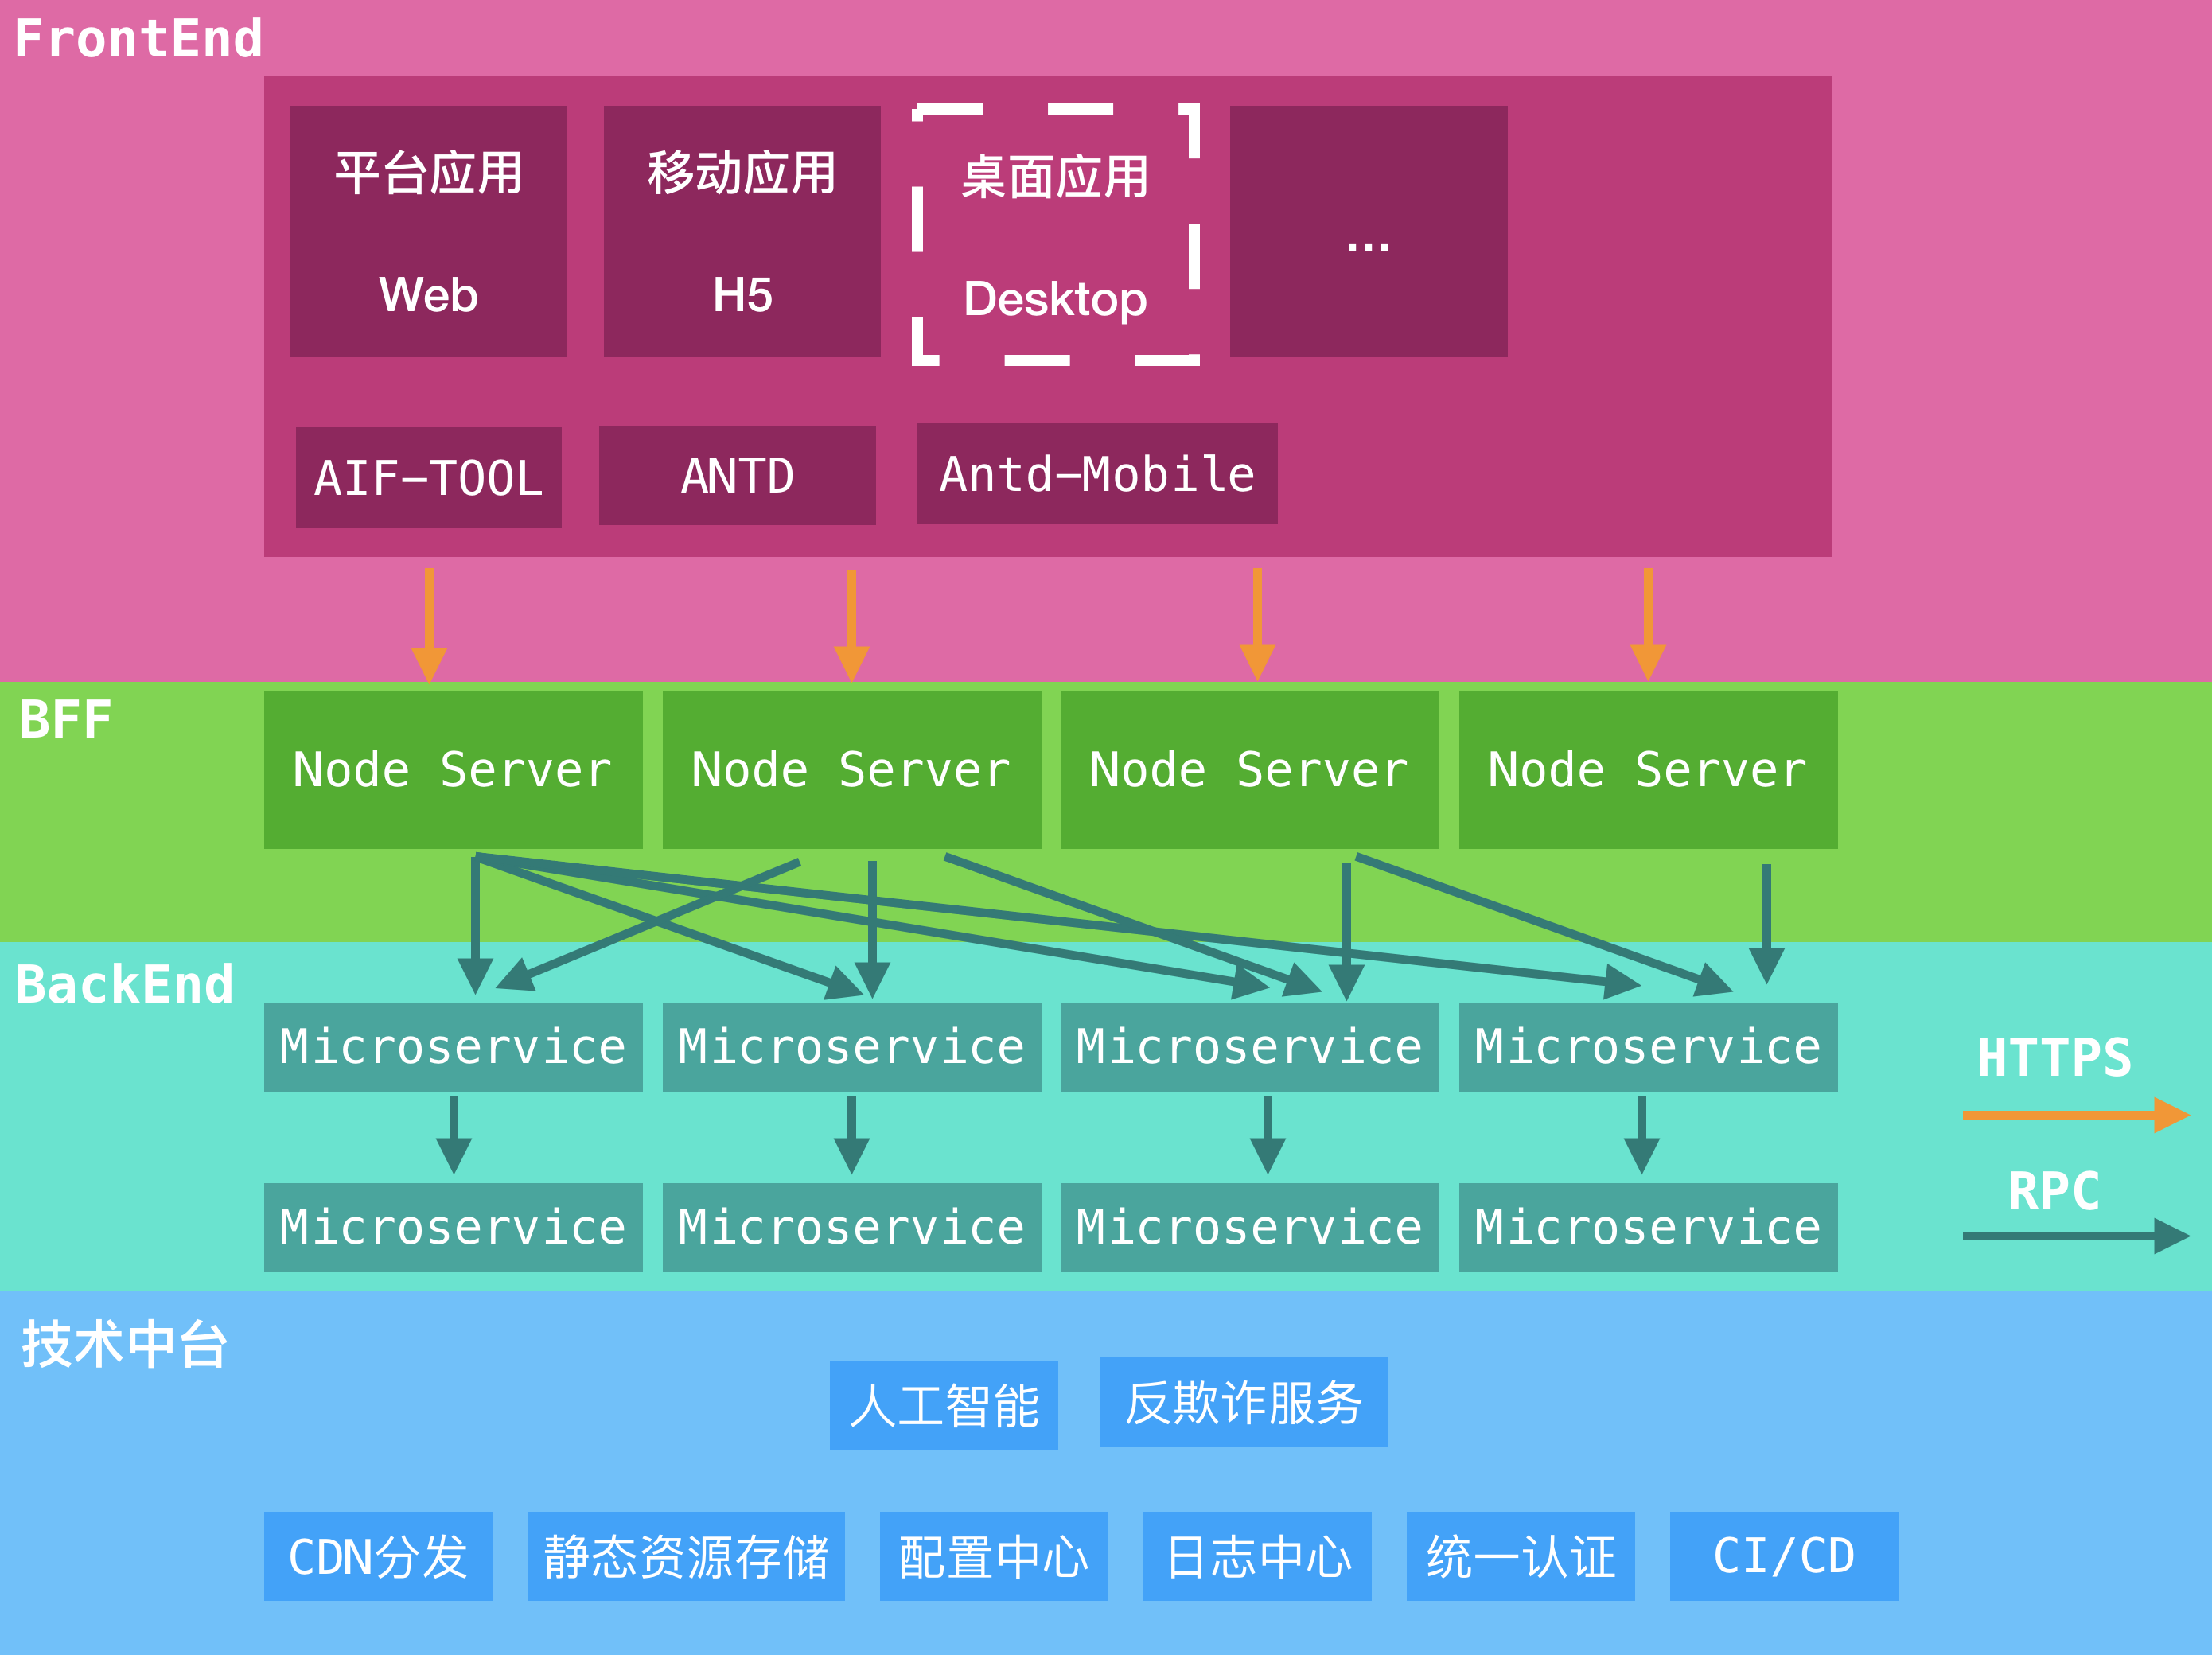 FrontEnd
平台应用
Web
移动应用
H5
桌面应用
Desktop
...
AIF-TOOL
ANTD
Antd-Mobile
BFF
Node Server
Node Server
Node Server
Node Server
BackEnd
Microservice
Microservice
Microservice
Microservice
HTTPS
RPC
Microservice
Microservice
Microservice
Microservice
技术中台
人工智能
反欺诈服务
CDN分发
静态资源存储
配置中心
日志中心
统一认证
CI/CD